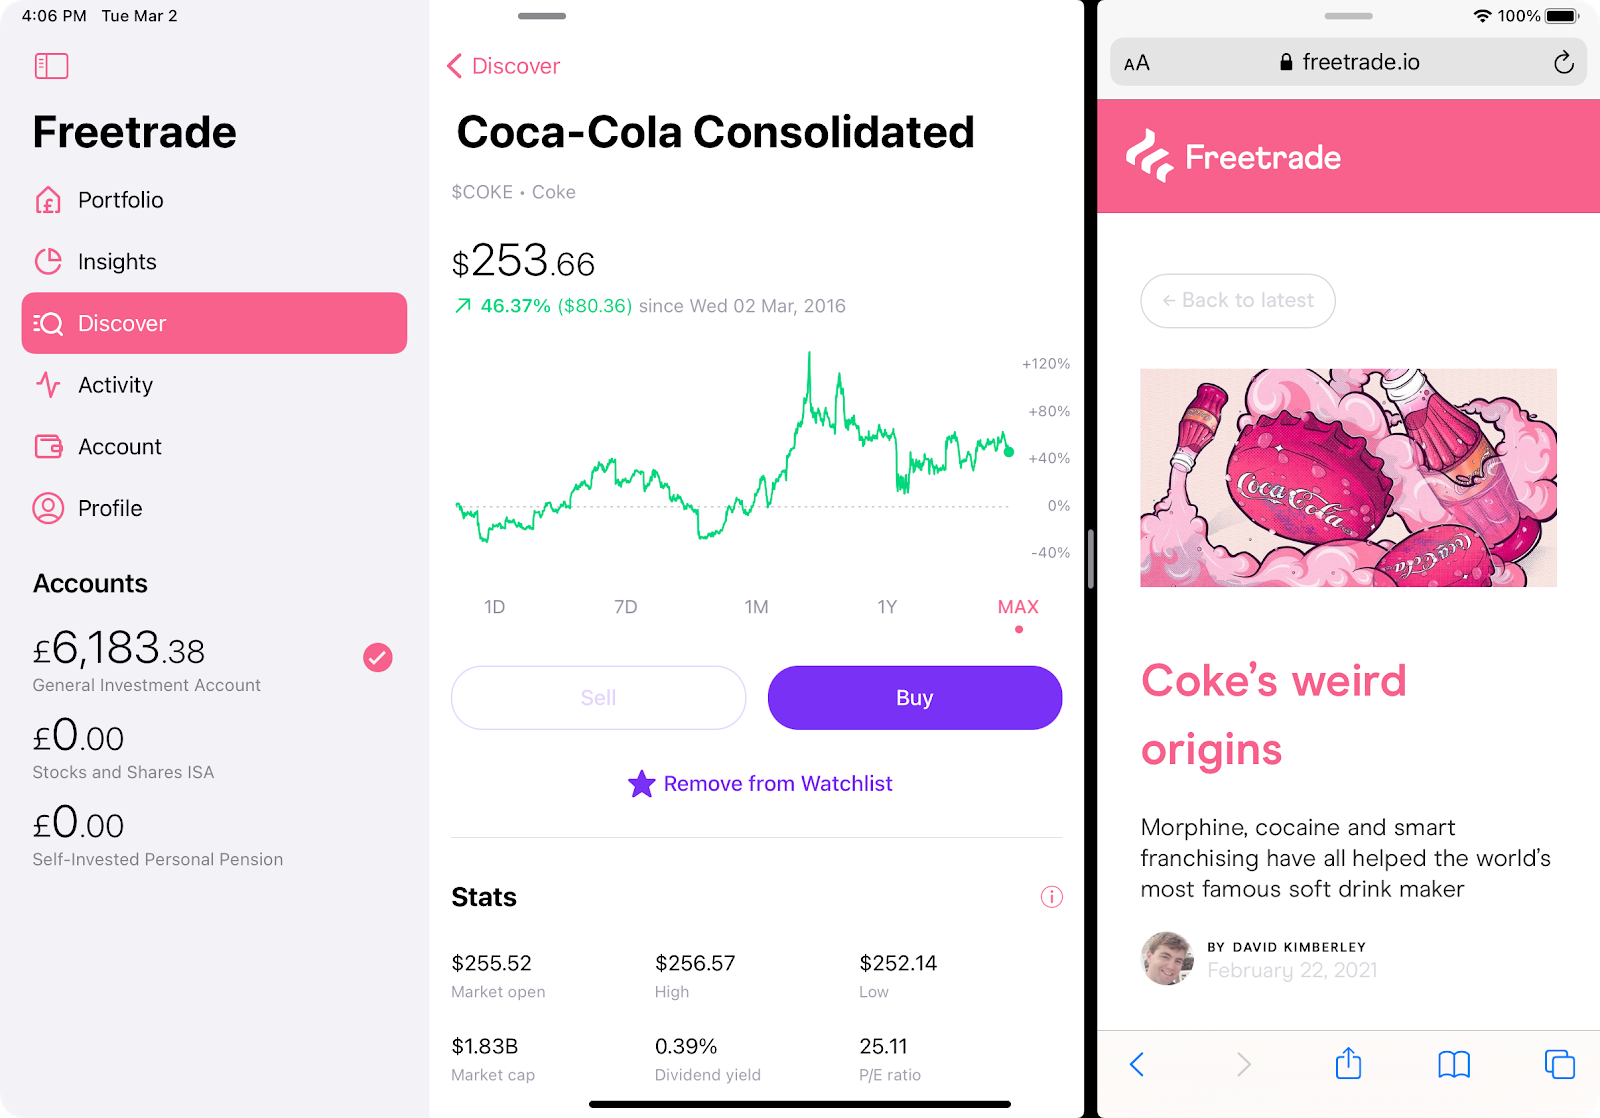 4:06 PM Tue Mar 2
Freetrade
Portfolio
Insights
Discover
Activity
Account
Profile
Accounts
£6,183.38
General Investment Account
£0.00
Stocks and Shares ISA
£0.00
Self-Invested Personal Pension
Discover
Coca-Cola Consolidated
$COKE • Coke
$253.66
46.37% ($80.36) since Wed 02 Mar, 2016
+120%
+80%
+40%
0%
-40%
1D 7D 1M 1Y MAX
Sell Buy
Remove from Watchlist
Stats
$255.52 $256.57 $252.14
Market open High Low
$1.83B 0.39% 25.11
Market cap Dividend yield P/E ratio
100%
AA freetrade.io
Freetrade
← Back to latest
Coca-Cola
Coca-Cola
Coke’s weird
origins
Morphine, cocaine and smart
franchising have all helped the world’s
most famous soft drink maker
BY DAVID KIMBERLEY
February 22, 2021